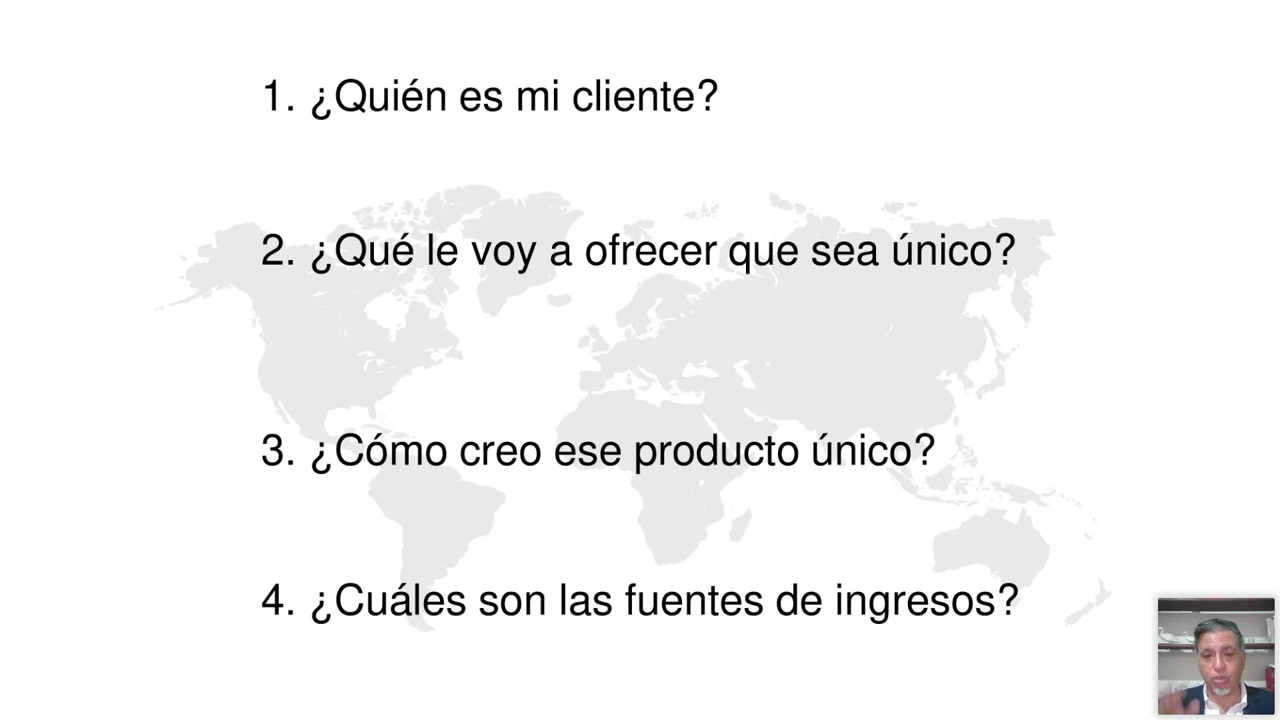 1. ¿Quién es mi cliente?
2. ¿Qué le voy a ofrecer que sea único?
3. ¿Cómo creo ese producto único?
4. ¿Cuáles son las fuentes de ingresos?